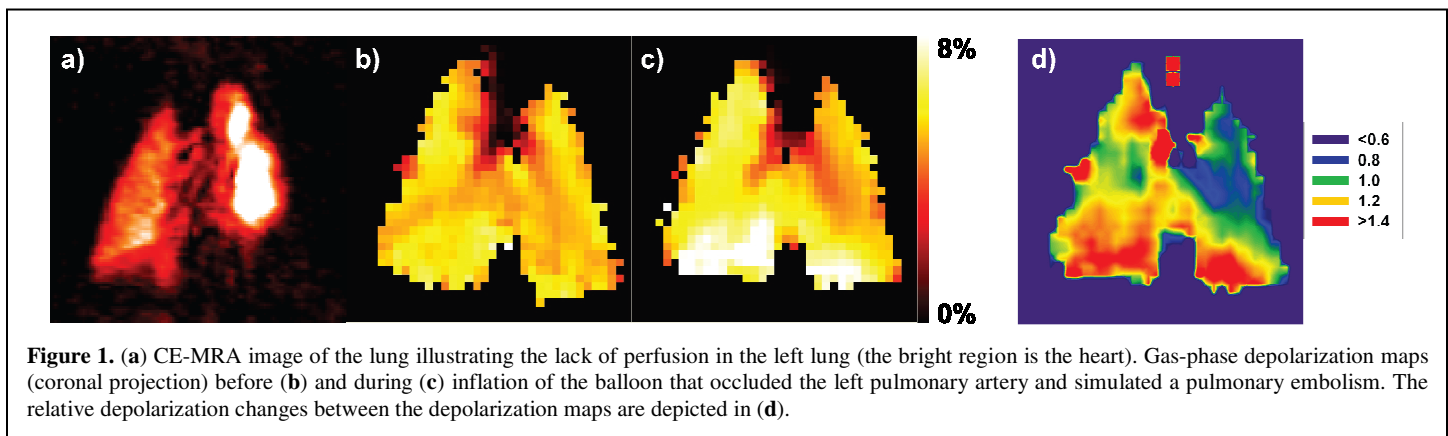 a)
b)
c)
8%
0%
d)
<0.6
0.8
1.0
1.2
>1.4
Figure 1. (a) CE-MRA image of the lung illustrating the lack of perfusion in the left lung (the bright region is the heart). Gas-phase depolarization maps
(coronal projection) before (b) and during (c) inflation of the balloon that occluded the left pulmonary artery and simulated a pulmonary embolism. The
relative depolarization changes between the depolarization maps are depicted in (d).